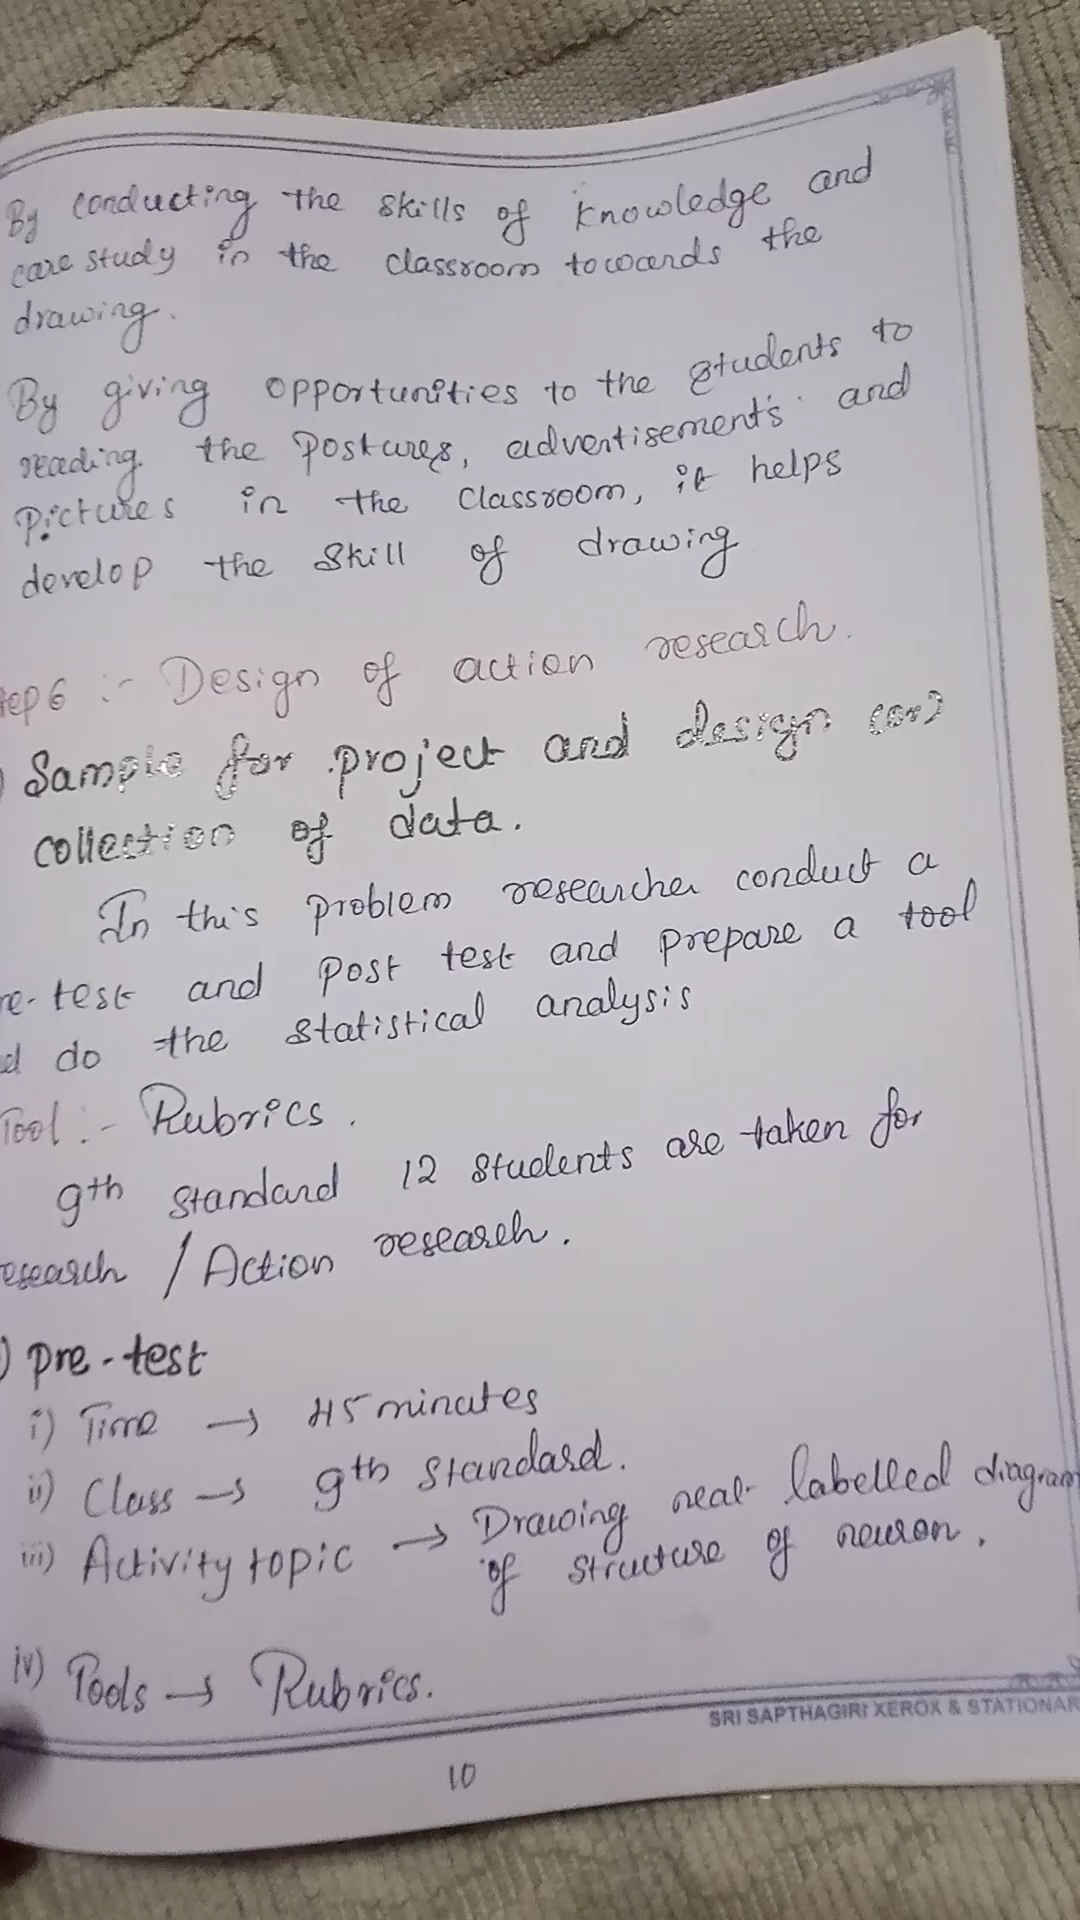 By conducting the skills of knowledge and
case study in the classroom towards the
drawing.
By giving opportunities to the students to
reading the Postures, advertisements and
Pictures in the Classroom, it helps
develop the Skill of drawing
tep 6 :- Design of action research.
) Sample for project and design (or)
collection of data.
In this problem researcher conduct a
re-test and Post test and prepare a tool
d do the statistical analysis
Tool :- Rubrics.
9th Standard 12 Students are taken for
esearch / Action research.
) Pre-test
i) Time → 45 minutes
ii) Class → 9th Standard.
iii) Activity topic → Drawing neat labelled diagram
of structure of neuron.
iv) Tools → Rubrics.
SRI SAPTHAGIRI XEROX & STATIONAR
10